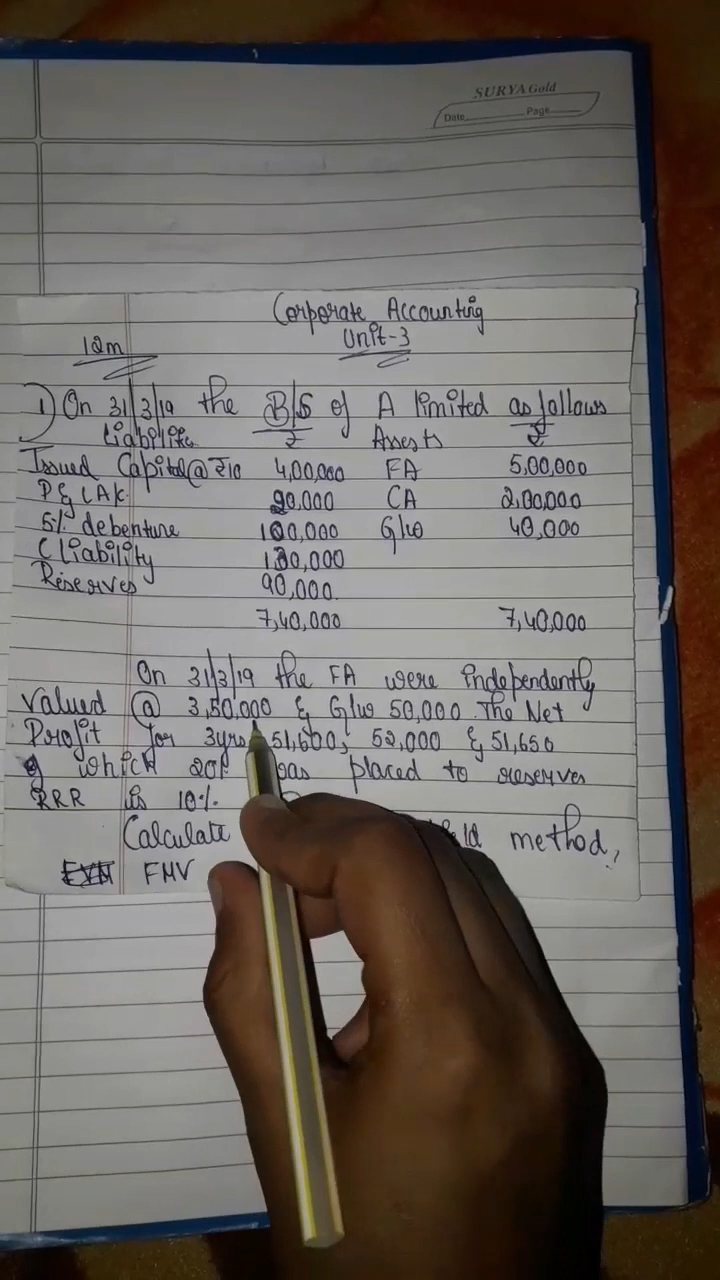 SURYA Gold
Date Page
Corporate Accounting
12m Unit-3
1) On 31/3/19 the B/S of A limited as follows
Liabilite ₹ Assests ₹
Issued Capital @ ₹10 4,00,000 FA 5,00,000
P & L A/c 20,000 CA 2,00,000
5% debenture 100,000 G/w 40,000
C liability 130,000
Reserves 90,000
7,40,000 7,40,000
On 31/3/19 the FA were independently
Valued @ 3,50,000 & G/w 50,000. The Net
Profit for 3yrs 51,600, 52,000 & 51,650
of which 20% was placed to reserves
RRR is 10%
Calculate method,
FMV